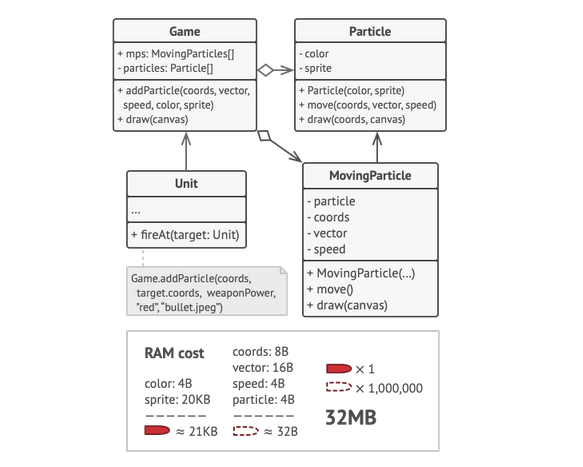 Game
+ mps: MovingParticles[]
- particles: Particle[]
+ addParticle(coords, vector,
speed, color, sprite)
+ draw(canvas)
Particle
- color
- sprite
+ Particle(color, sprite)
+ move(coords, vector, speed)
+ draw(coords, canvas)
Unit
...
+ fireAt(target: Unit)
Game.addParticle(coords,
target.coords, weaponPower,
"red", "bullet.jpeg")
MovingParticle
- particle
- coords
- vector
- speed
+ MovingParticle(...)
+ move()
+ draw(canvas)
RAM cost
color: 4B
sprite: 20KB
≈ 21KB
coords: 8B
vector: 16B
speed: 4B
particle: 4B
≈ 32B
× 1
× 1,000,000
32MB